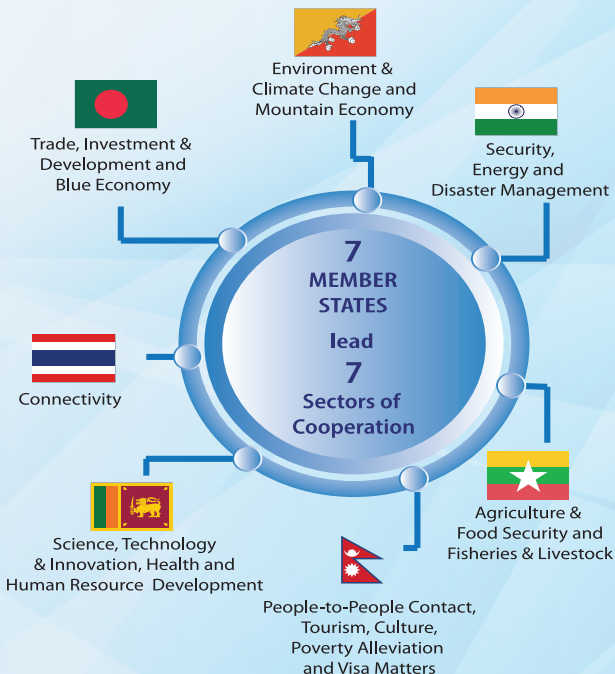 Environment &
Climate Change and
Mountain Economy
Trade, Investment &
Development and
Blue Economy
Security,
Energy and
Disaster Management
7
MEMBER
STATES
lead
7
Sectors of
Cooperation
Connectivity
Agriculture &
Food Security and
Fisheries & Livestock
Science, Technology
& Innovation, Health and
Human Resource Development
People-to-People Contact,
Tourism, Culture,
Poverty Alleviation
and Visa Matters